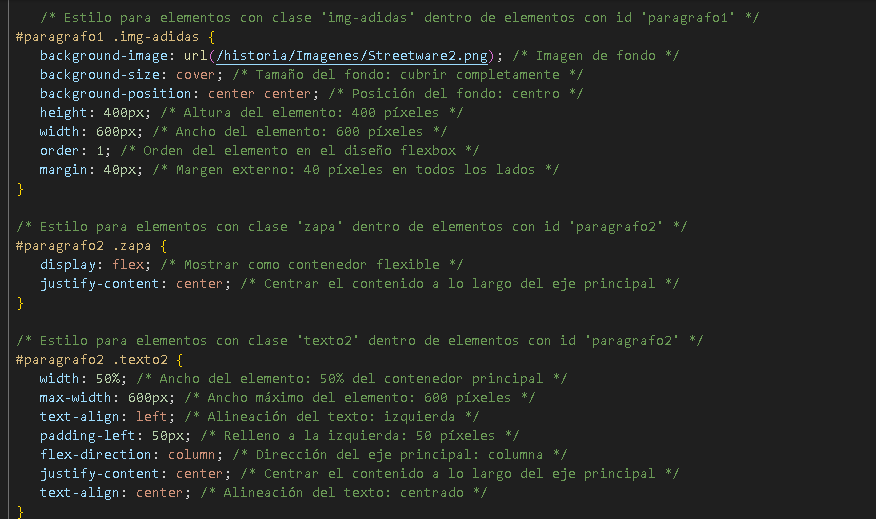 /* Estilo para elementos con clase 'img-adidas' dentro de elementos con id 'paragrafo1' */
#paragrafo1 .img-adidas {
background-image: url(/historia/Imagenes/Streetware2.png); /* Imagen de fondo */
background-size: cover; /* Tamaño del fondo: cubrir completamente */
background-position: center center; /* Posición del fondo: centro */
height: 400px; /* Altura del elemento: 400 píxeles */
width: 600px; /* Ancho del elemento: 600 píxeles */
order: 1; /* Orden del elemento en el diseño flexbox */
margin: 40px; /* Margen externo: 40 píxeles en todos los lados */
}
/* Estilo para elementos con clase 'zapa' dentro de elementos con id 'paragrafo2' */
#paragrafo2 .zapa {
display: flex; /* Mostrar como contenedor flexible */
justify-content: center; /* Centrar el contenido a lo largo del eje principal */
}
/* Estilo para elementos con clase 'texto2' dentro de elementos con id 'paragrafo2' */
#paragrafo2 .texto2 {
width: 50%; /* Ancho del elemento: 50% del contenedor principal */
max-width: 600px; /* Ancho máximo del elemento: 600 píxeles */
text-align: left; /* Alineación del texto: izquierda */
padding-left: 50px; /* Relleno a la izquierda: 50 píxeles */
flex-direction: column; /* Dirección del eje principal: columna */
justify-content: center; /* Centrar el contenido a lo largo del eje principal */
text-align: center; /* Alineación del texto: centrado */
}